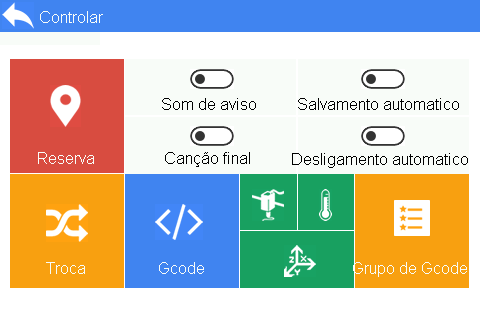 Controlar
Som de aviso
Salvamento automatico
Reserva
Canção final
Desligamento automatico
Troca
Gcode
Z X
Y
Grupo de Gcode